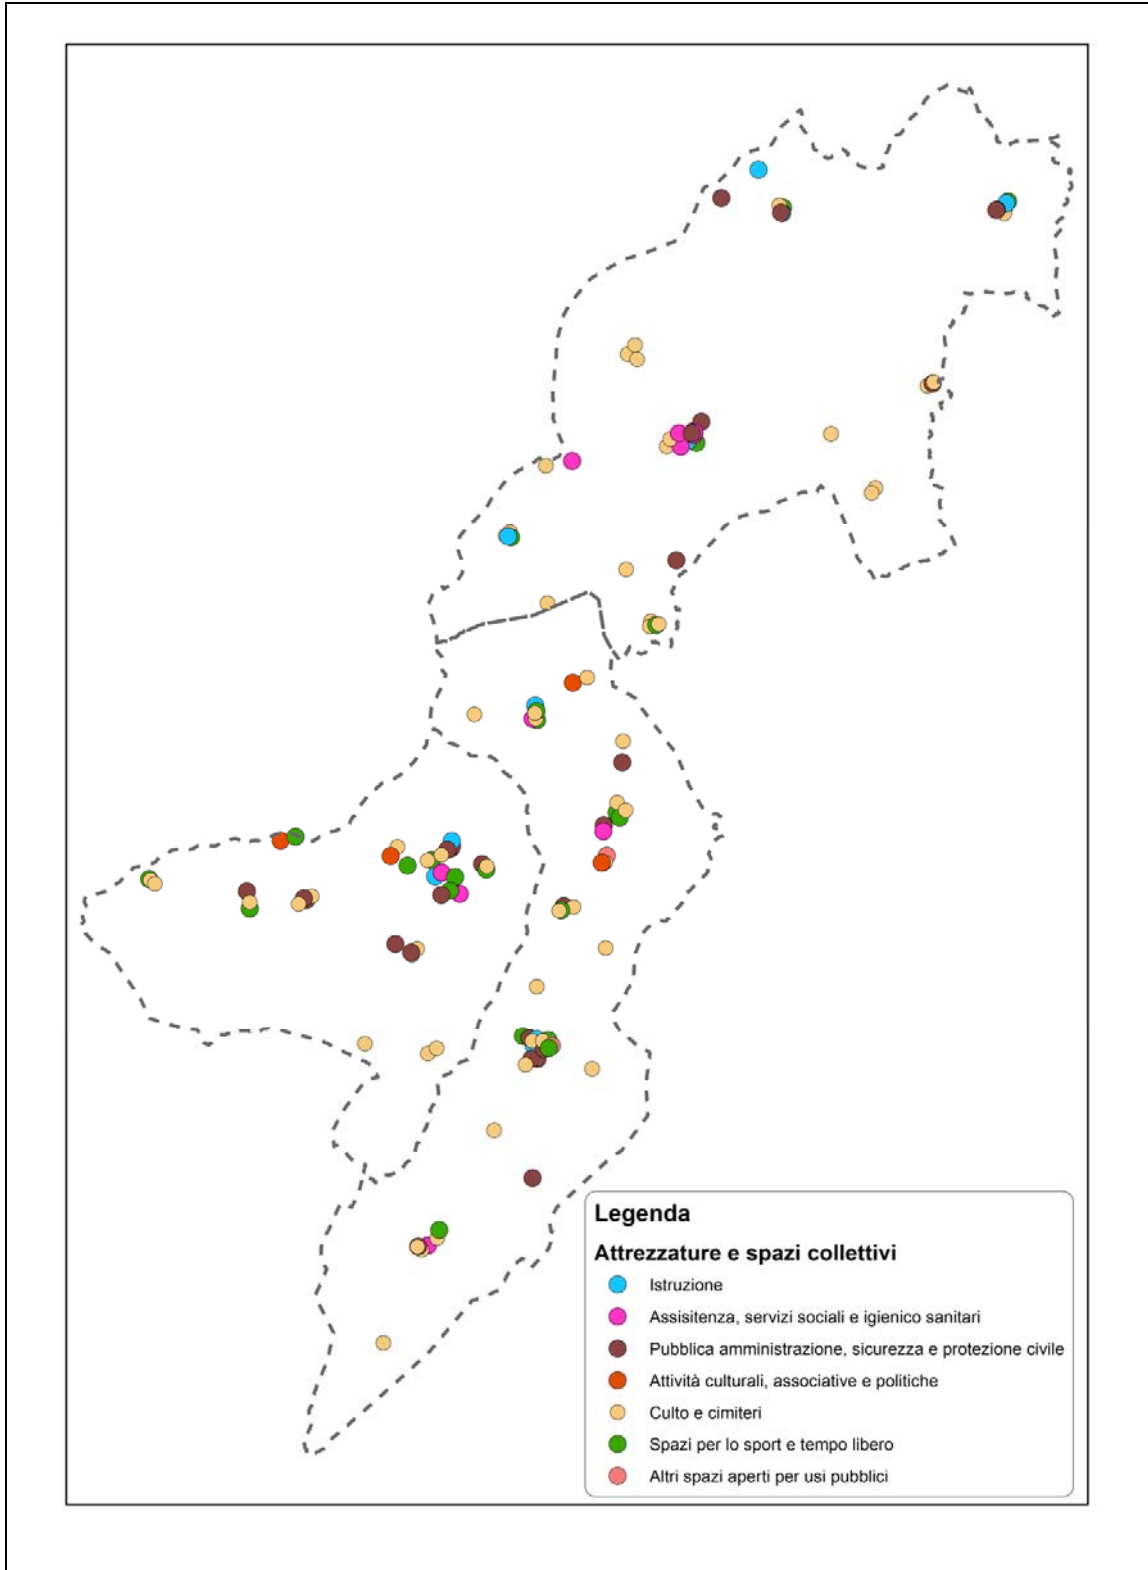 Legenda
Attrezzature e spazi collettivi
Istruzione
Assisitenza, servizi sociali e igienico sanitari
Pubblica amministrazione, sicurezza e protezione civile
Attività culturali, associative e politiche
Culto e cimiteri
Spazi per lo sport e tempo libero
Altri spazi aperti per usi pubblici